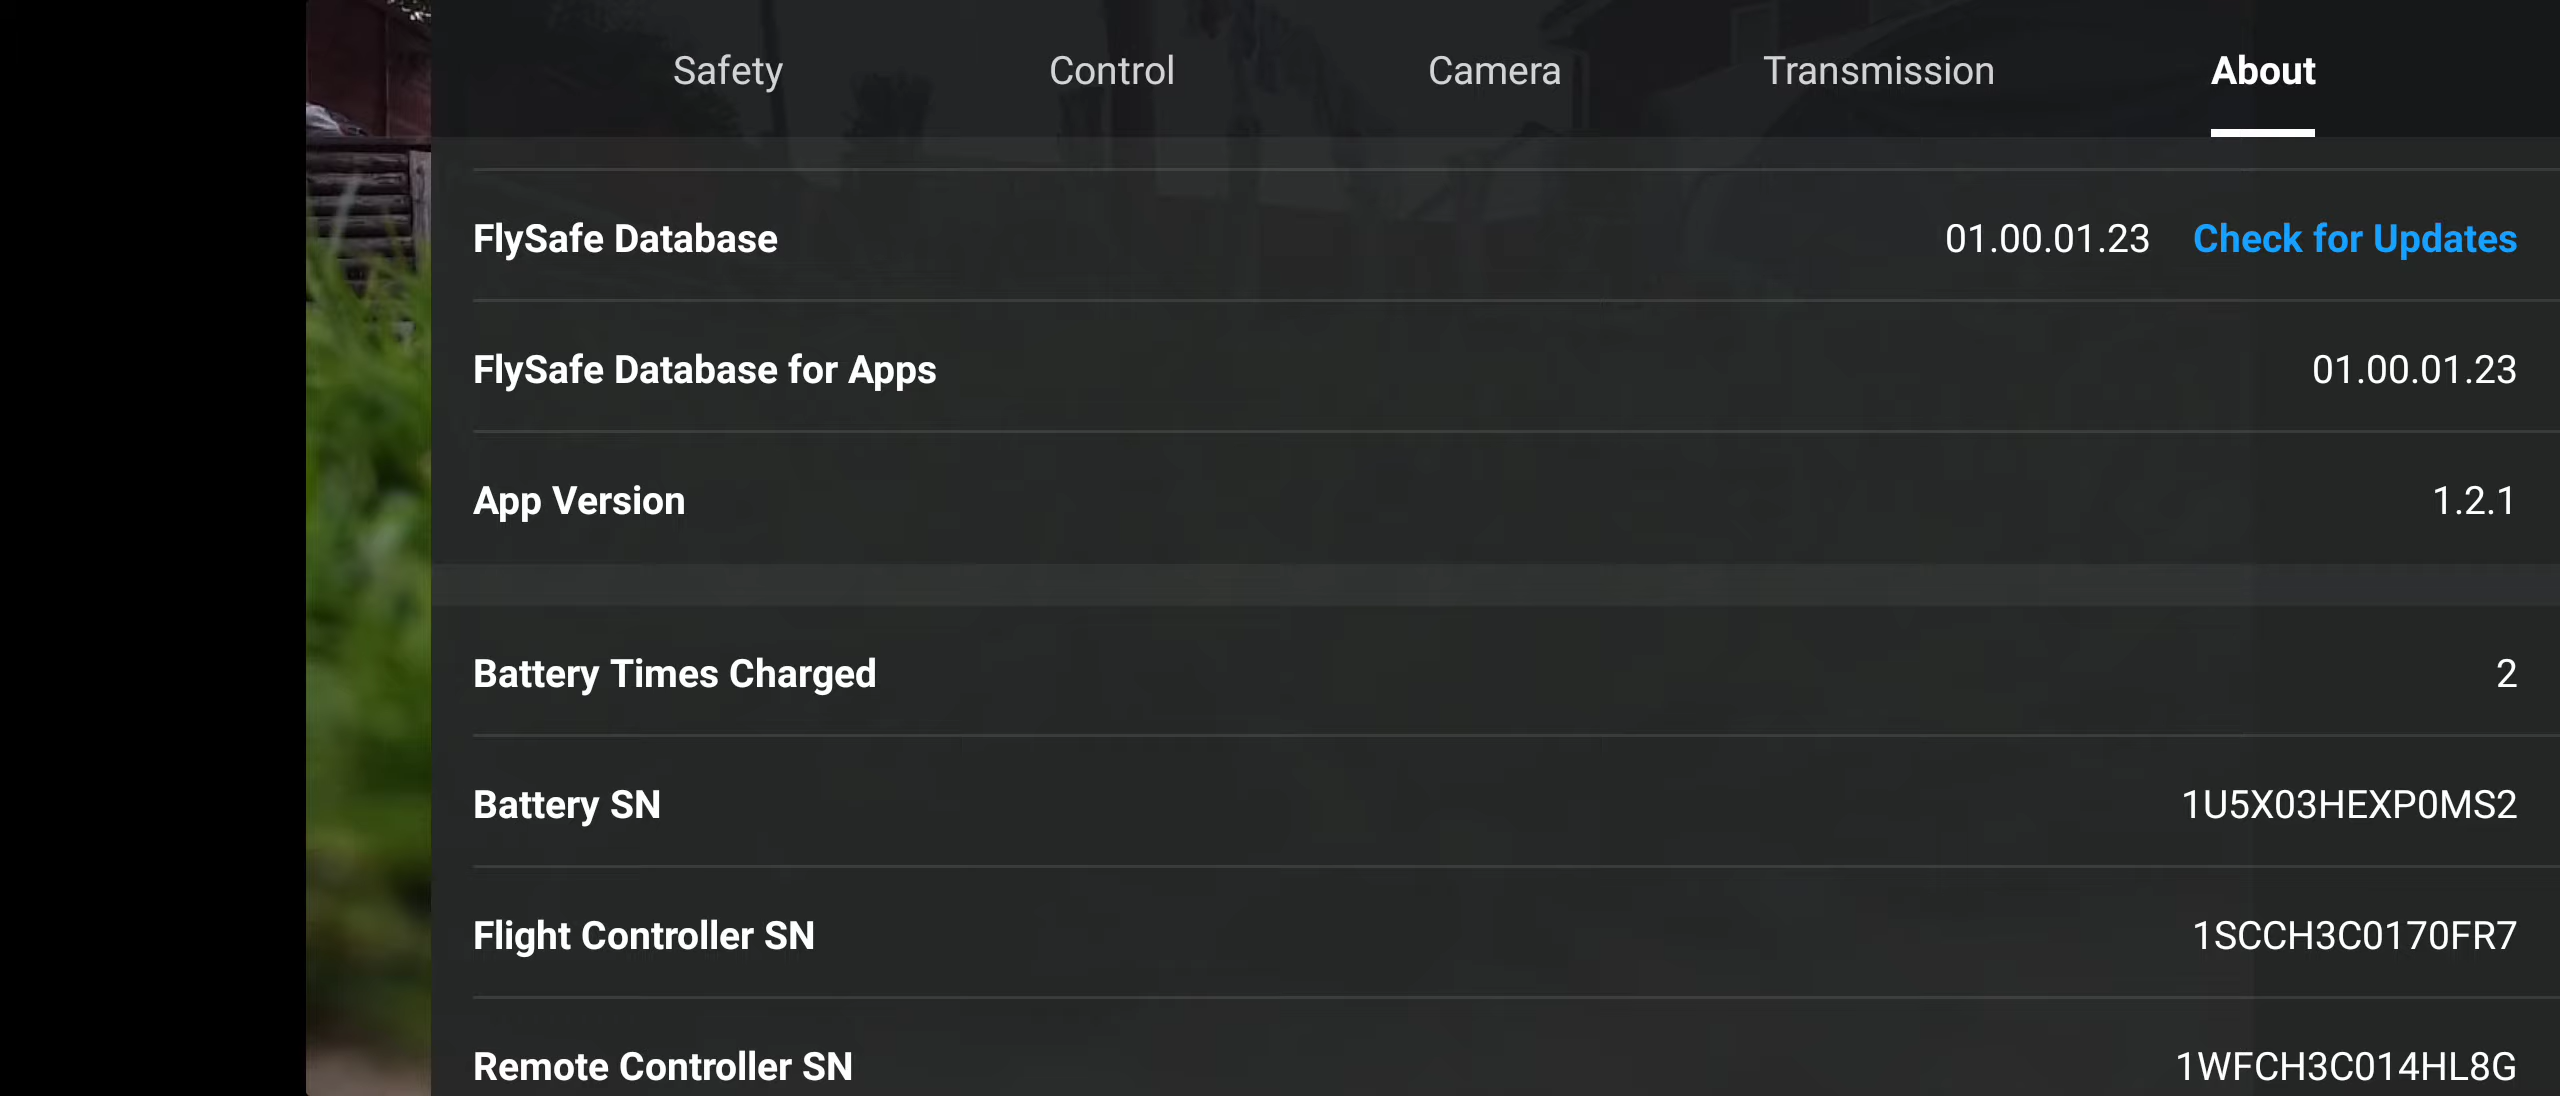 Safety Control Camera Transmission About
FlySafe Database 01.00.01.23 Check for Updates
FlySafe Database for Apps 01.00.01.23
App Version 1.2.1
Battery Times Charged 2
Battery SN 1U5X03HEXP0MS2
Flight Controller SN 1SCCH3C0170FR7
Remote Controller SN 1WFCH3C014HL8G